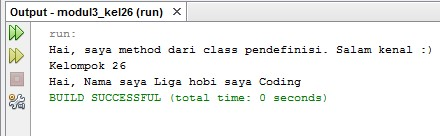 Output - modul3_kel26 (run) ×
run:
Hai, saya method dari class pendefinisi. Salam kenal :)
Kelompok 26
Hai, Nama saya Liga hobi saya Coding
BUILD SUCCESSFUL (total time: 0 seconds)